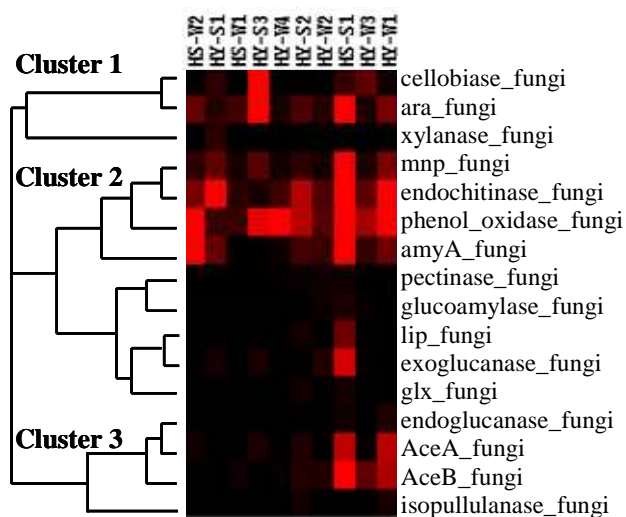 HS-W2 HY-S1 HS-W1 HY-S3 HY-W4 HY-S2 HY-W2 HS-S1 HY-W3 HY-W1
Cluster 1
cellobiase_fungi
ara_fungi
xylanase_fungi
Cluster 2
mnp_fungi
endochitinase_fungi
phenol_oxidase_fungi
amyA_fungi
pectinase_fungi
glucoamylase_fungi
lip_fungi
exoglucanase_fungi
glx_fungi
endoglucanase_fungi
Cluster 3
AceA_fungi
AceB_fungi
isopullulanase_fungi